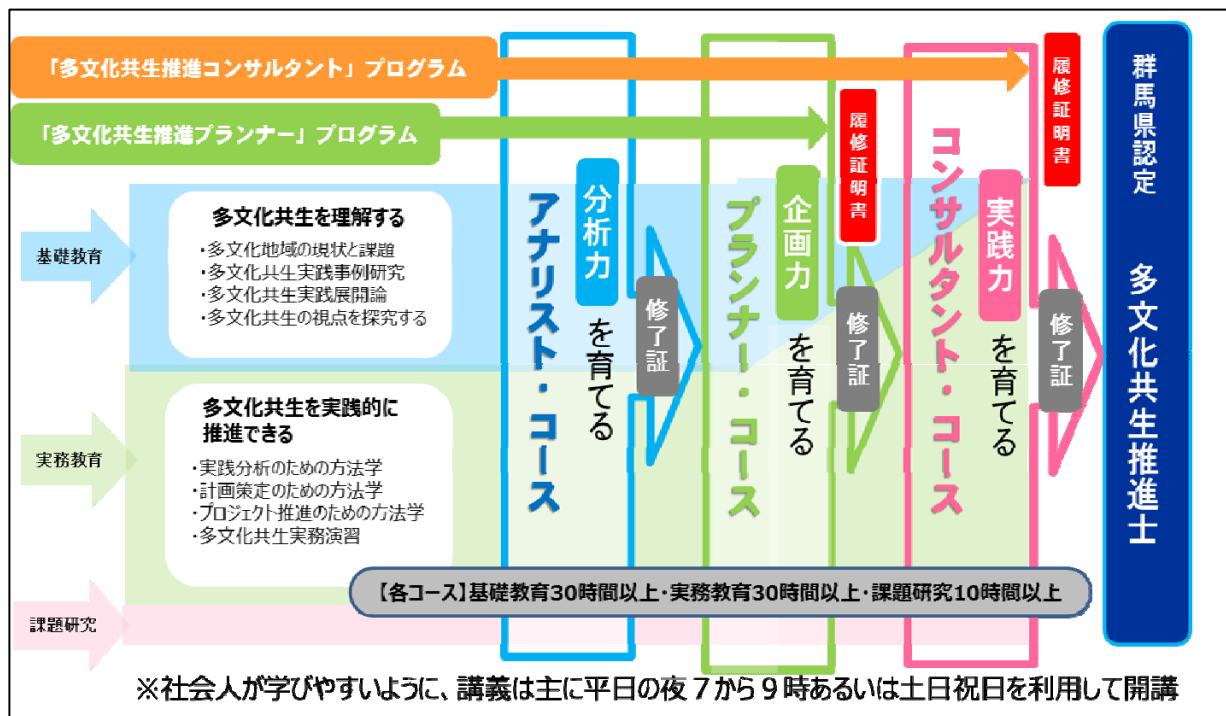 「多文化共生推進コンサルタント」プログラム
「多文化共生推進プランナー」プログラム
履修証明書
履修証明書
基礎教育
多文化共生を理解する
・多文化地域の現状と課題
・多文化共生実践事例研究
・多文化共生実践展開論
・多文化共生の視点を探究する
実務教育
多文化共生を実践的に
推進できる
・実践分析のための方法学
・計画策定のための方法学
・プロジェクト推進のための方法学
・多文化共生実務演習
課題研究
アナリスト・コース
分析力を育てる
修了証
プランナー・コース
企画力を育てる
修了証
コンサルタント・コース
実践力を育てる
修了証
群馬県認定 多文化共生推進士
【各コース】基礎教育30時間以上・実務教育30時間以上・課題研究10時間以上
※社会人が学びやすいように、講義は主に平日の夜7から9時あるいは土日祝日を利用して開講